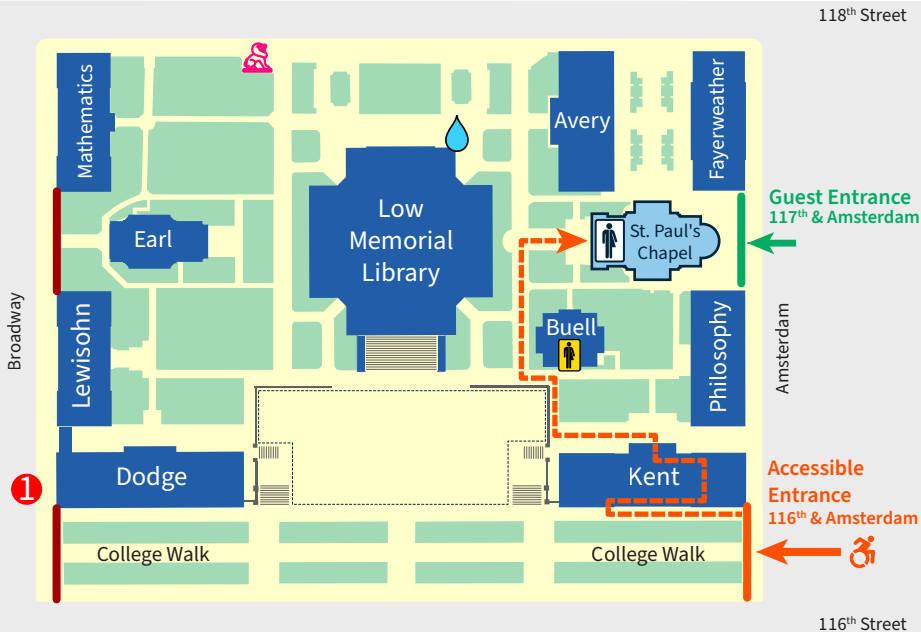 118th Street
Mathematics
Avery
Fayerweather
Guest Entrance
117th & Amsterdam
Low
Memorial
Library
Earl
St. Paul's
Chapel
Broadway
Lewisohn
Buell
Philosophy
Amsterdam
Dodge
Kent
Accessible
Entrance
116th & Amsterdam
1
College Walk
College Walk
116th Street